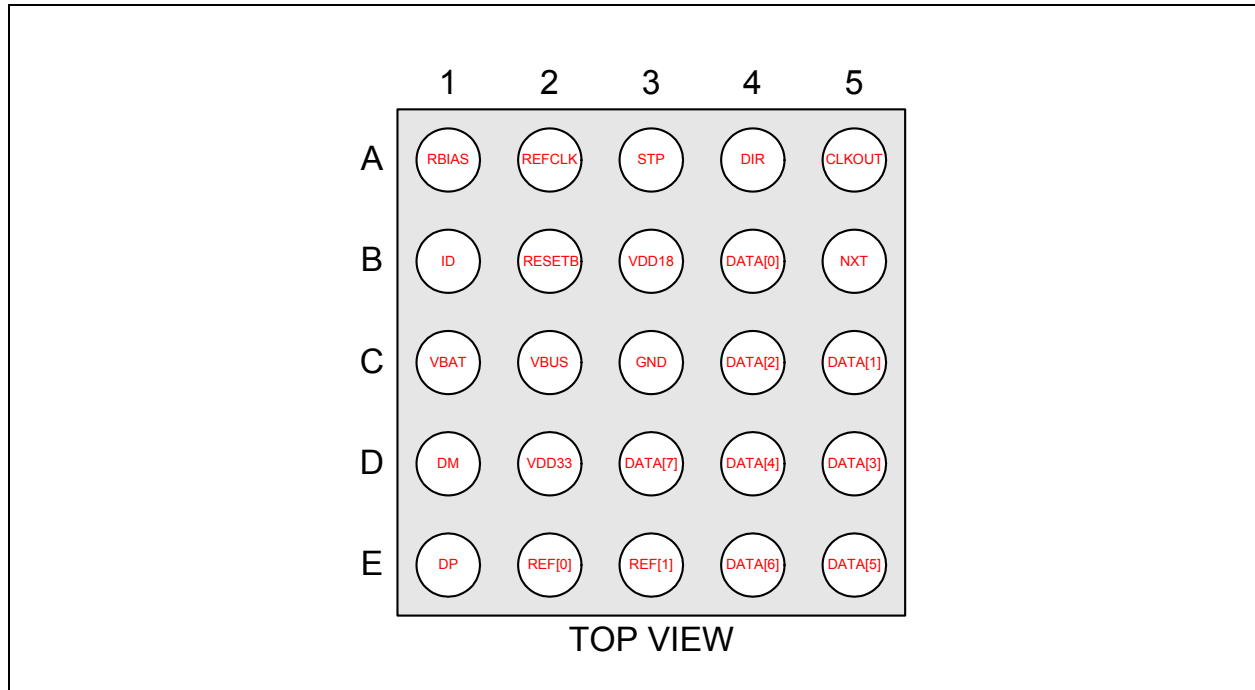 1 2 3 4 5
A RBIAS REFCLK STP DIR CLKOUT
B ID RESETB VDD18 DATA[0] NXT
C VBAT VBUS GND DATA[2] DATA[1]
D DM VDD33 DATA[7] DATA[4] DATA[3]
E DP REF[0] REF[1] DATA[6] DATA[5]
TOP VIEW